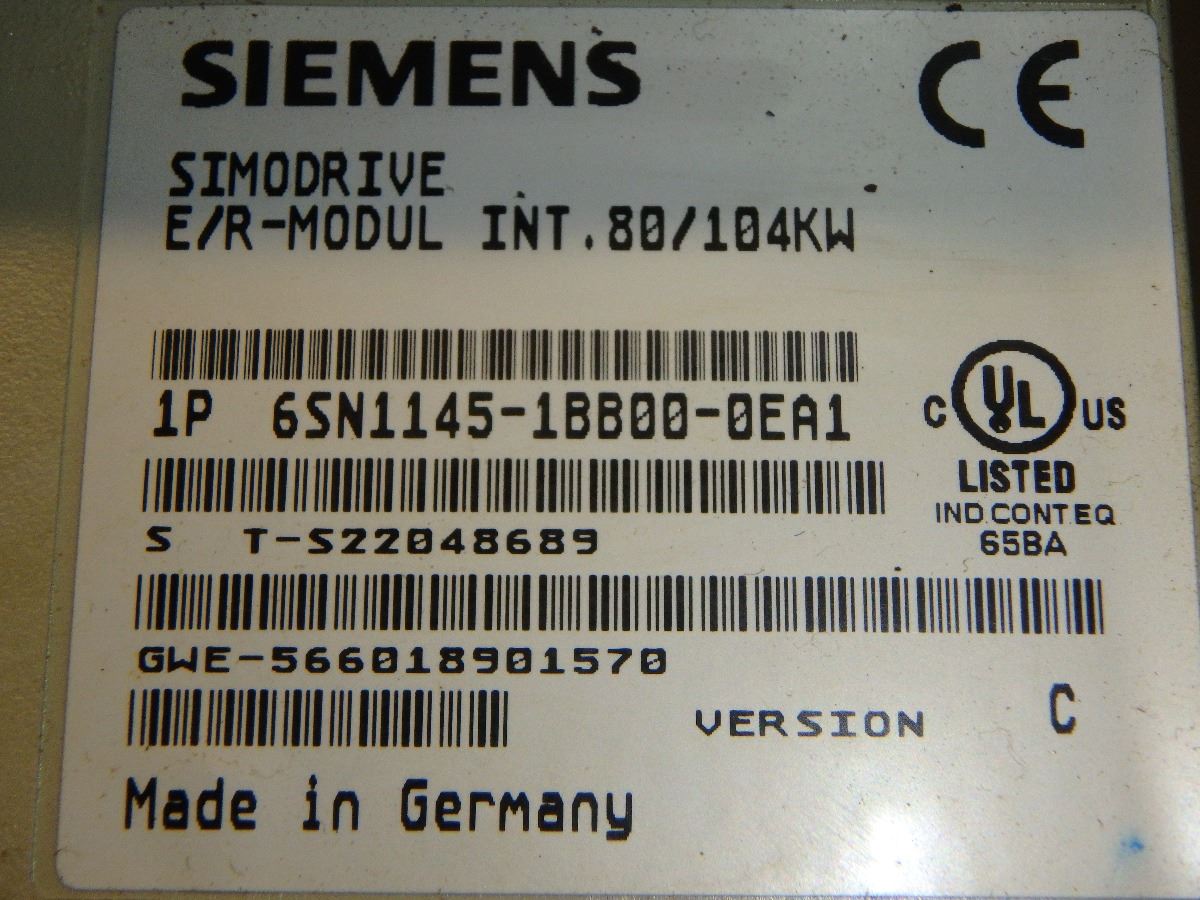 SIEMENS
CE
SIMODRIVE
E/R-MODUL INT.80/104KW
1P 6SN1145-1BB00-0EA1
C UL US
LISTED
IND.CONT.EQ
65BA
S T-S22048689
GWE-566018901570
VERSION C
Made in Germany